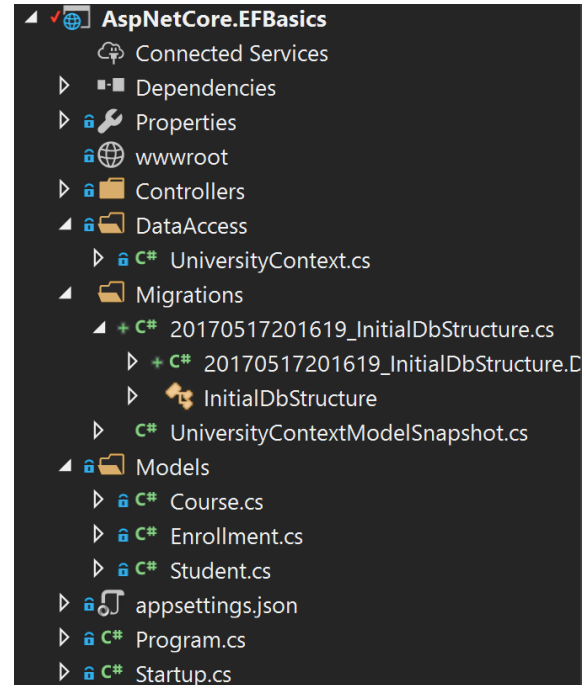 AspNetCore.EFBasics
Connected Services
Dependencies
Properties
wwwroot
Controllers
DataAccess
C# UniversityContext.cs
Migrations
+ C# 20170517201619_InitialDbStructure.cs
+ C# 20170517201619_InitialDbStructure.D
InitialDbStructure
C# UniversityContextModelSnapshot.cs
Models
C# Course.cs
C# Enrollment.cs
C# Student.cs
appsettings.json
C# Program.cs
C# Startup.cs